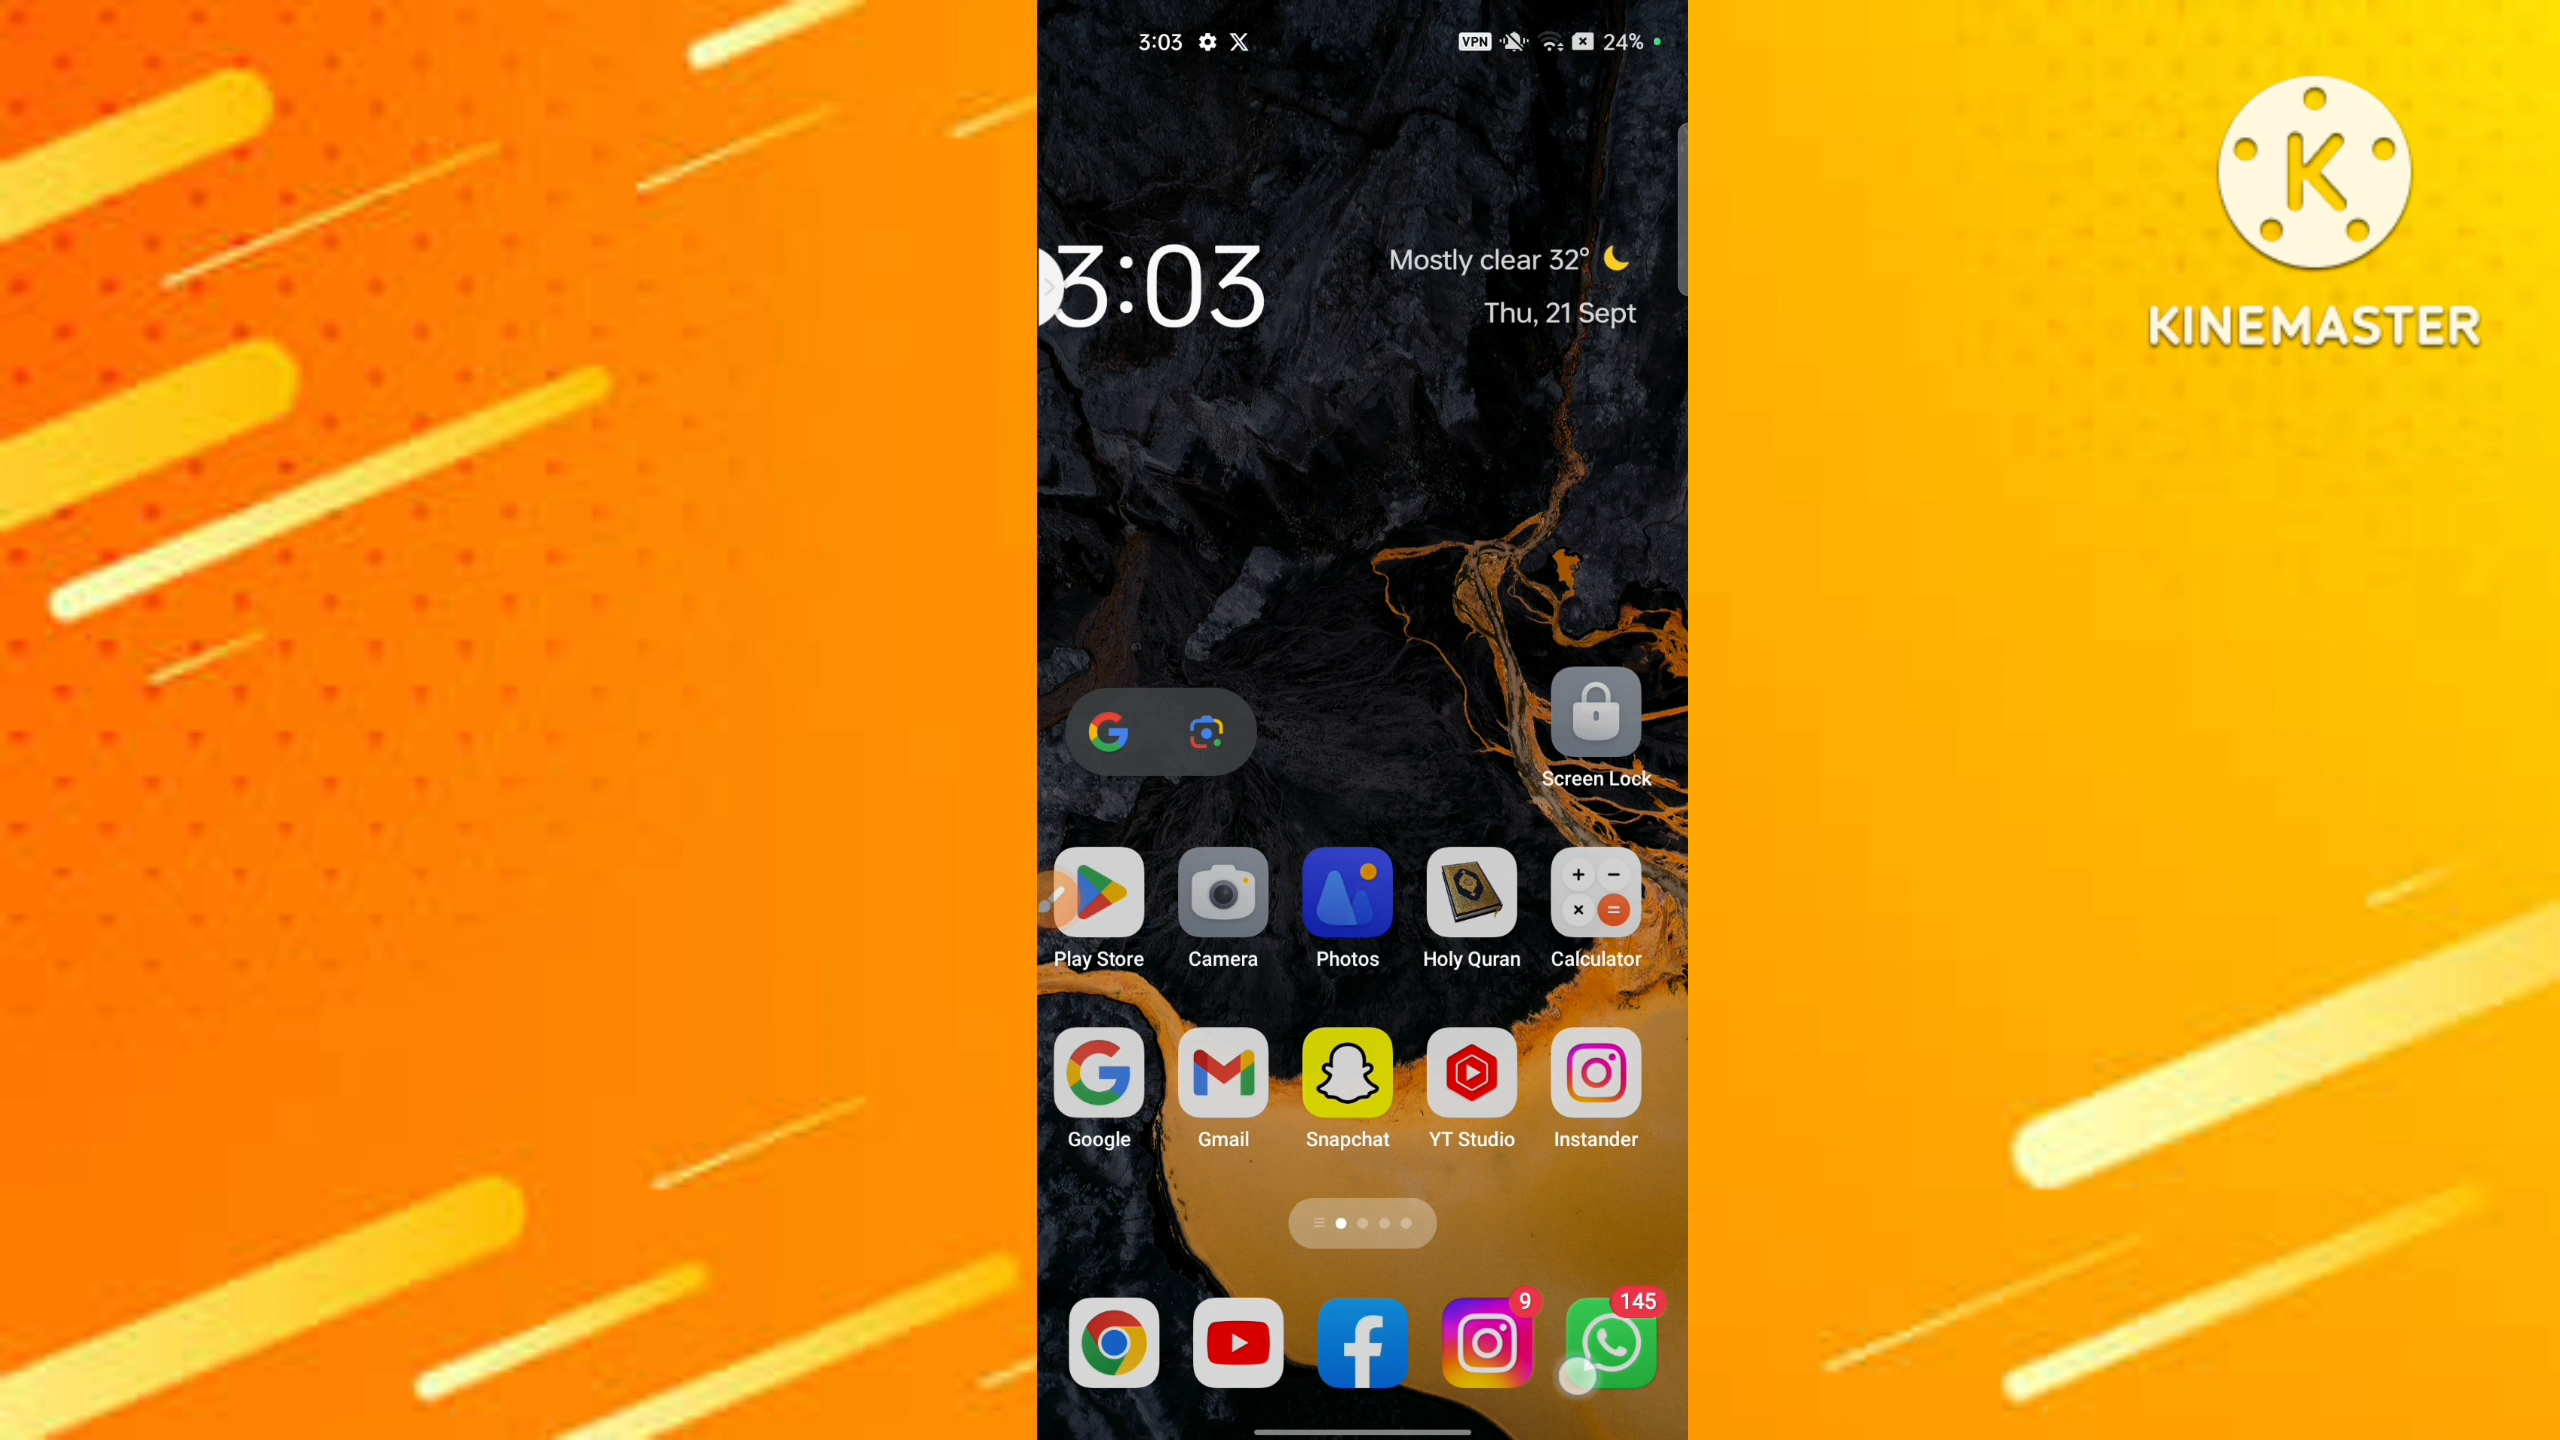 3:03
VPN
24%
K
KINEMASTER
3:03
Mostly clear 32°
Thu, 21 Sept
Screen Lock
Play Store
Camera
Photos
Holy Quran
Calculator
Google
Gmail
Snapchat
YT Studio
Instander
9
145